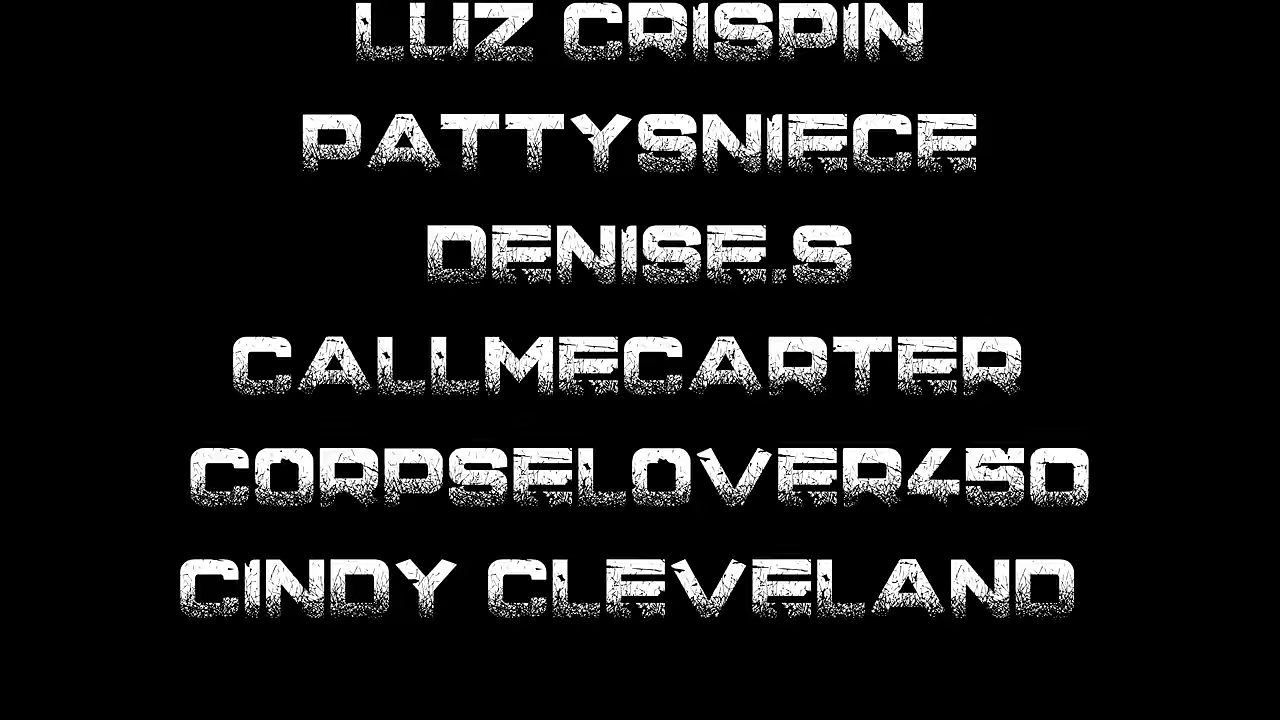 LUZ CRISPIN
PATTYSNIECE
DENISE.S
CALLMECARTER
CORPSELOVER450
CINDY CLEVELAND